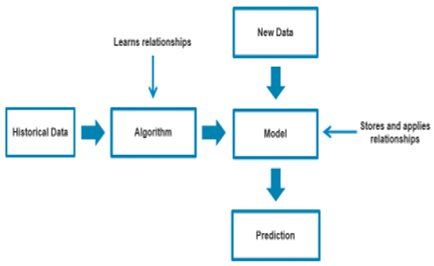 New Data
Learns relationships
Historical Data
Algorithm
Model
Stores and applies
relationships
Prediction